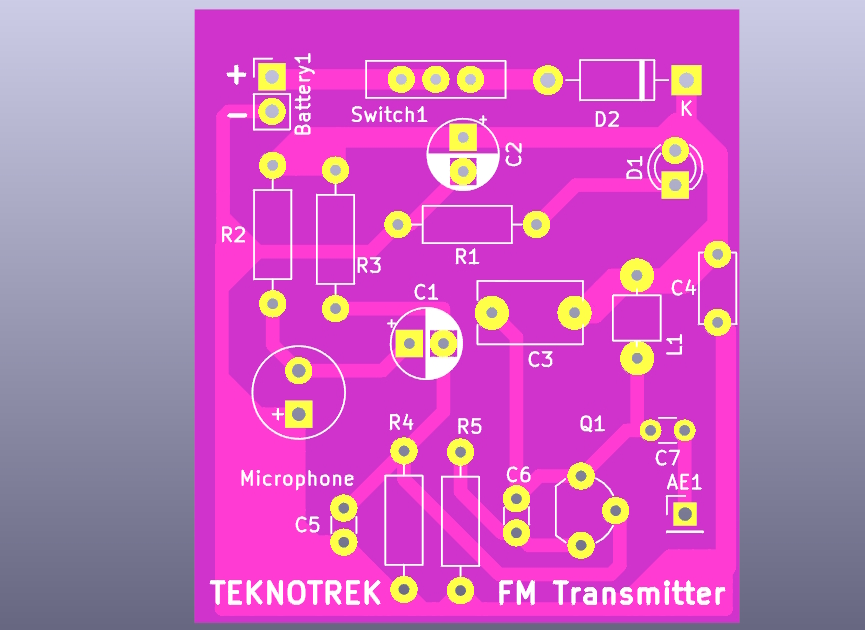 +
Battery1
−
Switch1
D2
K
+
C2
D1
R2
R3
R1
C4
+
C1
C3
L1
+
R4
R5
Q1
C7
Microphone
C6
AE1
C5
TEKNOTREK
FM Transmitter